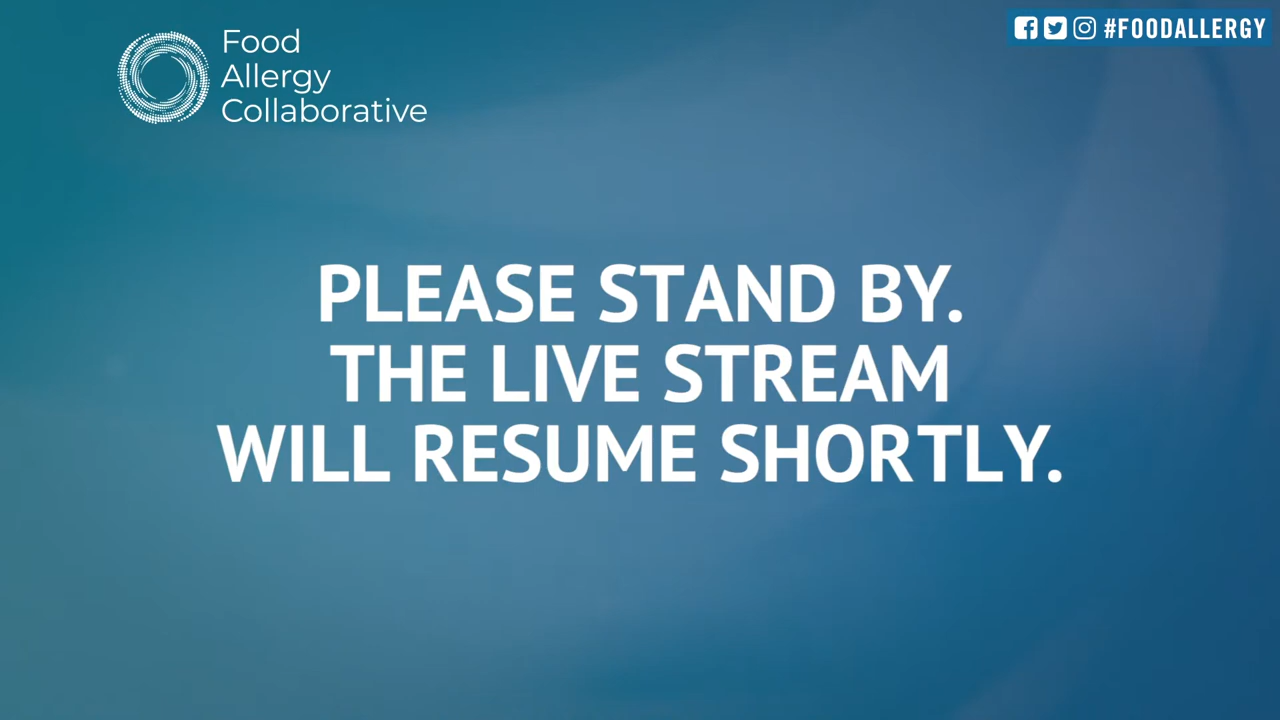 Food
Allergy
Collaborative
#FOODALLERGY
PLEASE STAND BY.
THE LIVE STREAM
WILL RESUME SHORTLY.